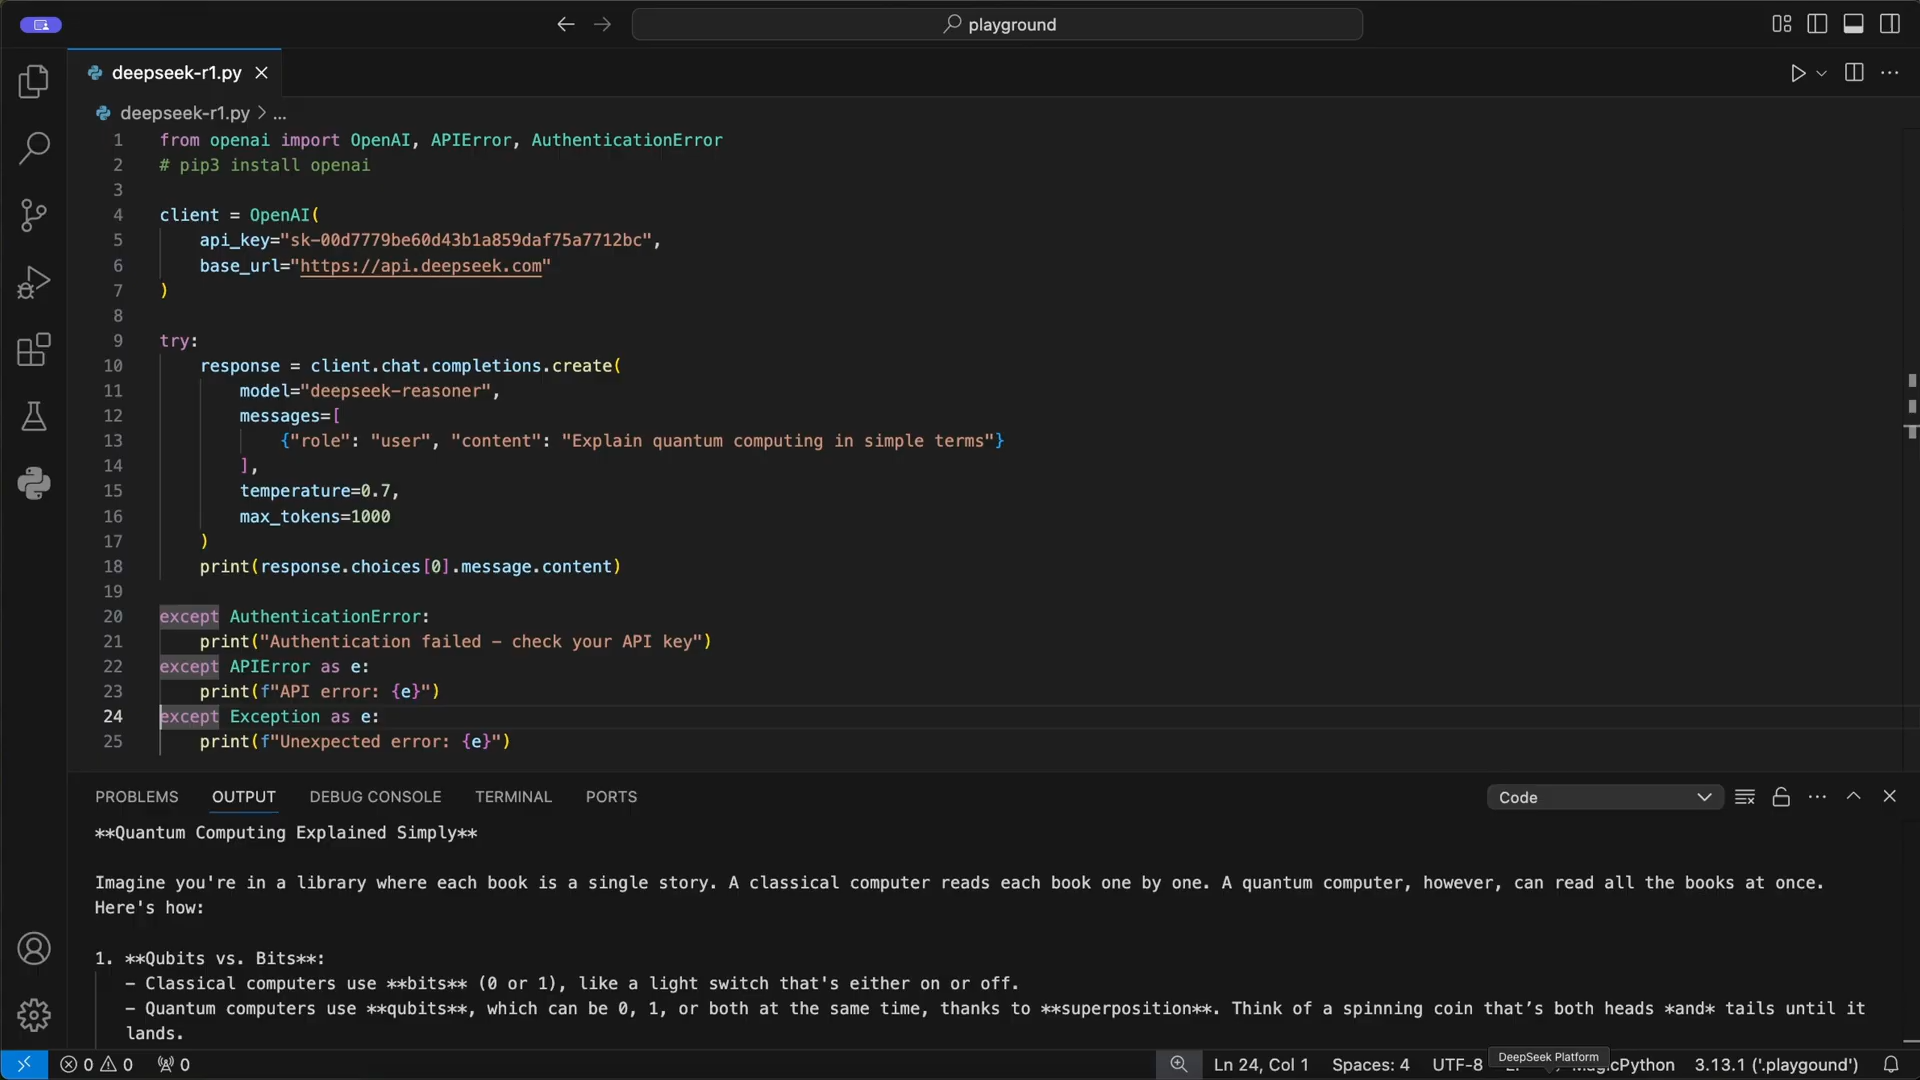 playground
deepseek-r1.py
deepseek-r1.py > ...
1 from openai import OpenAI, APIError, AuthenticationError
2 # pip3 install openai
3
4 client = OpenAI(
5 api_key="sk-00d7779be60d43b1a859daf75a7712bc",
6 base_url="https://api.deepseek.com"
7 )
8
9 try:
10 response = client.chat.completions.create(
11 model="deepseek-reasoner",
12 messages=[
13 {"role": "user", "content": "Explain quantum computing in simple terms"}
14 ],
15 temperature=0.7,
16 max_tokens=1000
17 )
18 print(response.choices[0].message.content)
19
20 except AuthenticationError:
21 print("Authentication failed – check your API key")
22 except APIError as e:
23 print(f"API error: {e}")
24 except Exception as e:
25 print(f"Unexpected error: {e}")
PROBLEMS OUTPUT DEBUG CONSOLE TERMINAL PORTS Code
**Quantum Computing Explained Simply**
Imagine you're in a library where each book is a single story. A classical computer reads each book one by one. A quantum computer, however, can read all the books at once.
Here's how:
1. **Qubits vs. Bits**:
– Classical computers use **bits** (0 or 1), like a light switch that's either on or off.
– Quantum computers use **qubits**, which can be 0, 1, or both at the same time, thanks to **superposition**. Think of a spinning coin that’s both heads *and* tails until it
lands.
DeepSeek Platform
0 0 0 Ln 24, Col 1 Spaces: 4 UTF-8 MagicPython 3.13.1 ('.playgound')